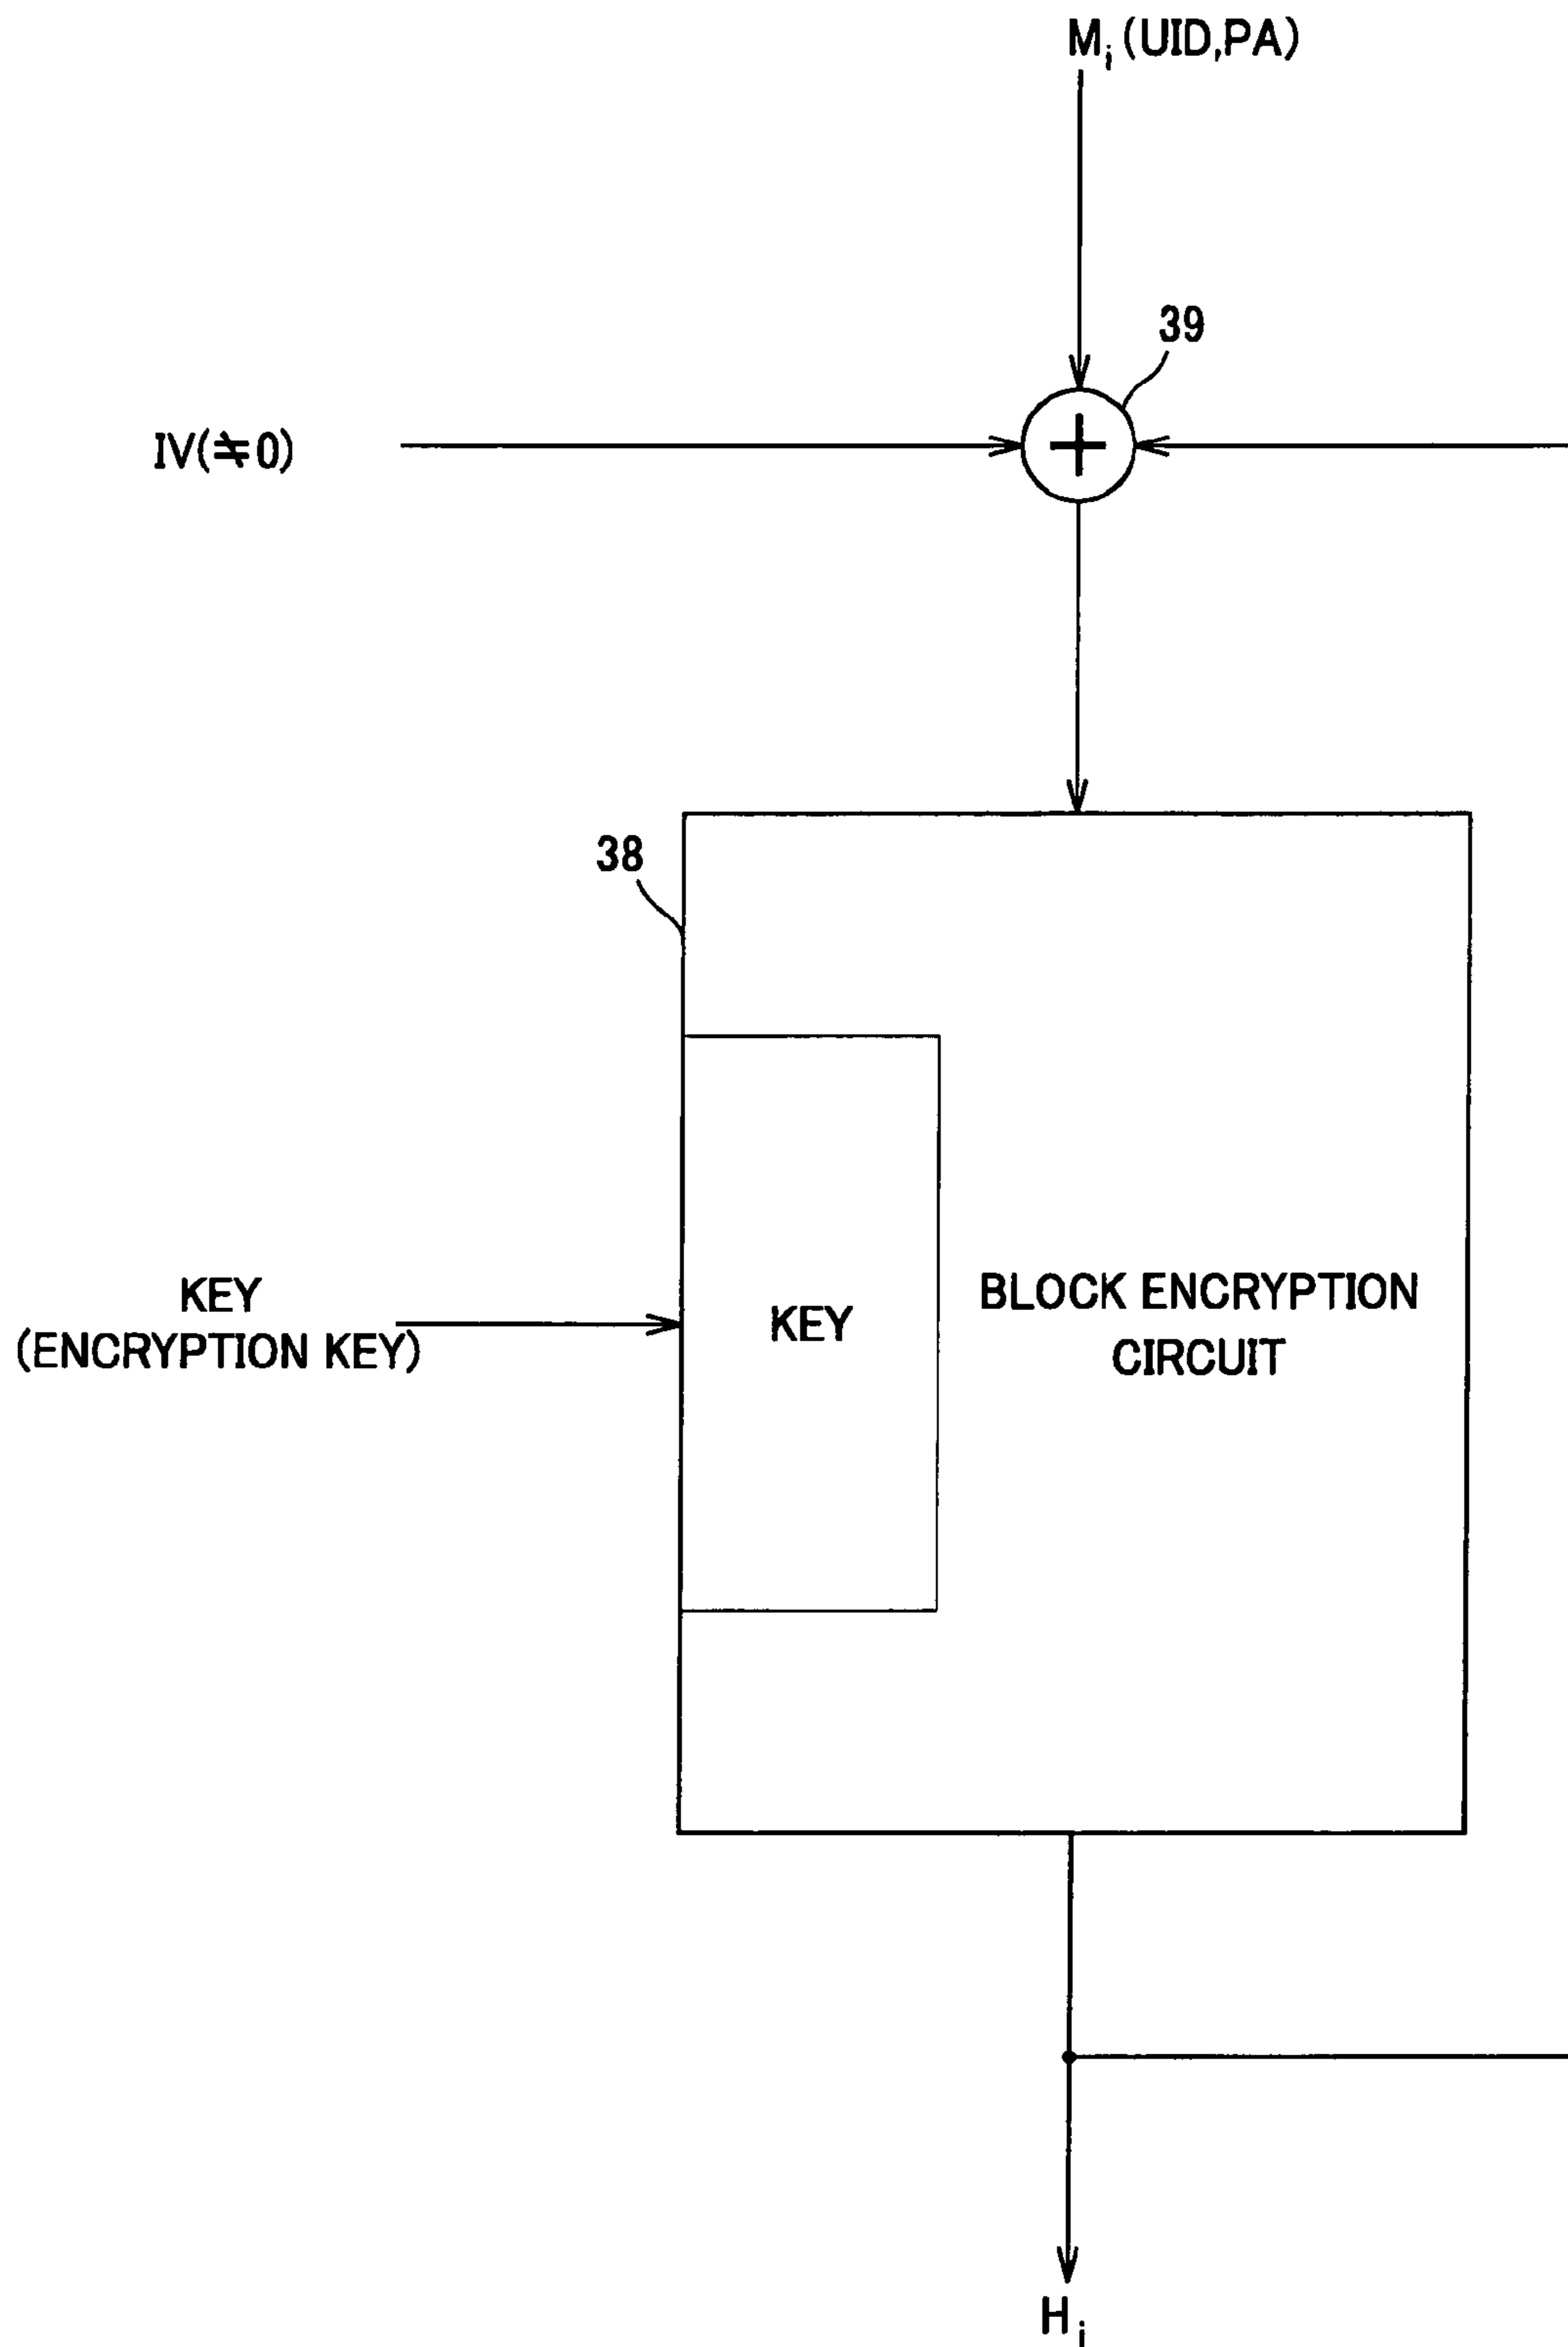 Mi (UID,PA)
39
IV(≠0)
38
KEY
(ENCRYPTION KEY)
KEY
BLOCK ENCRYPTION
CIRCUIT
Hi